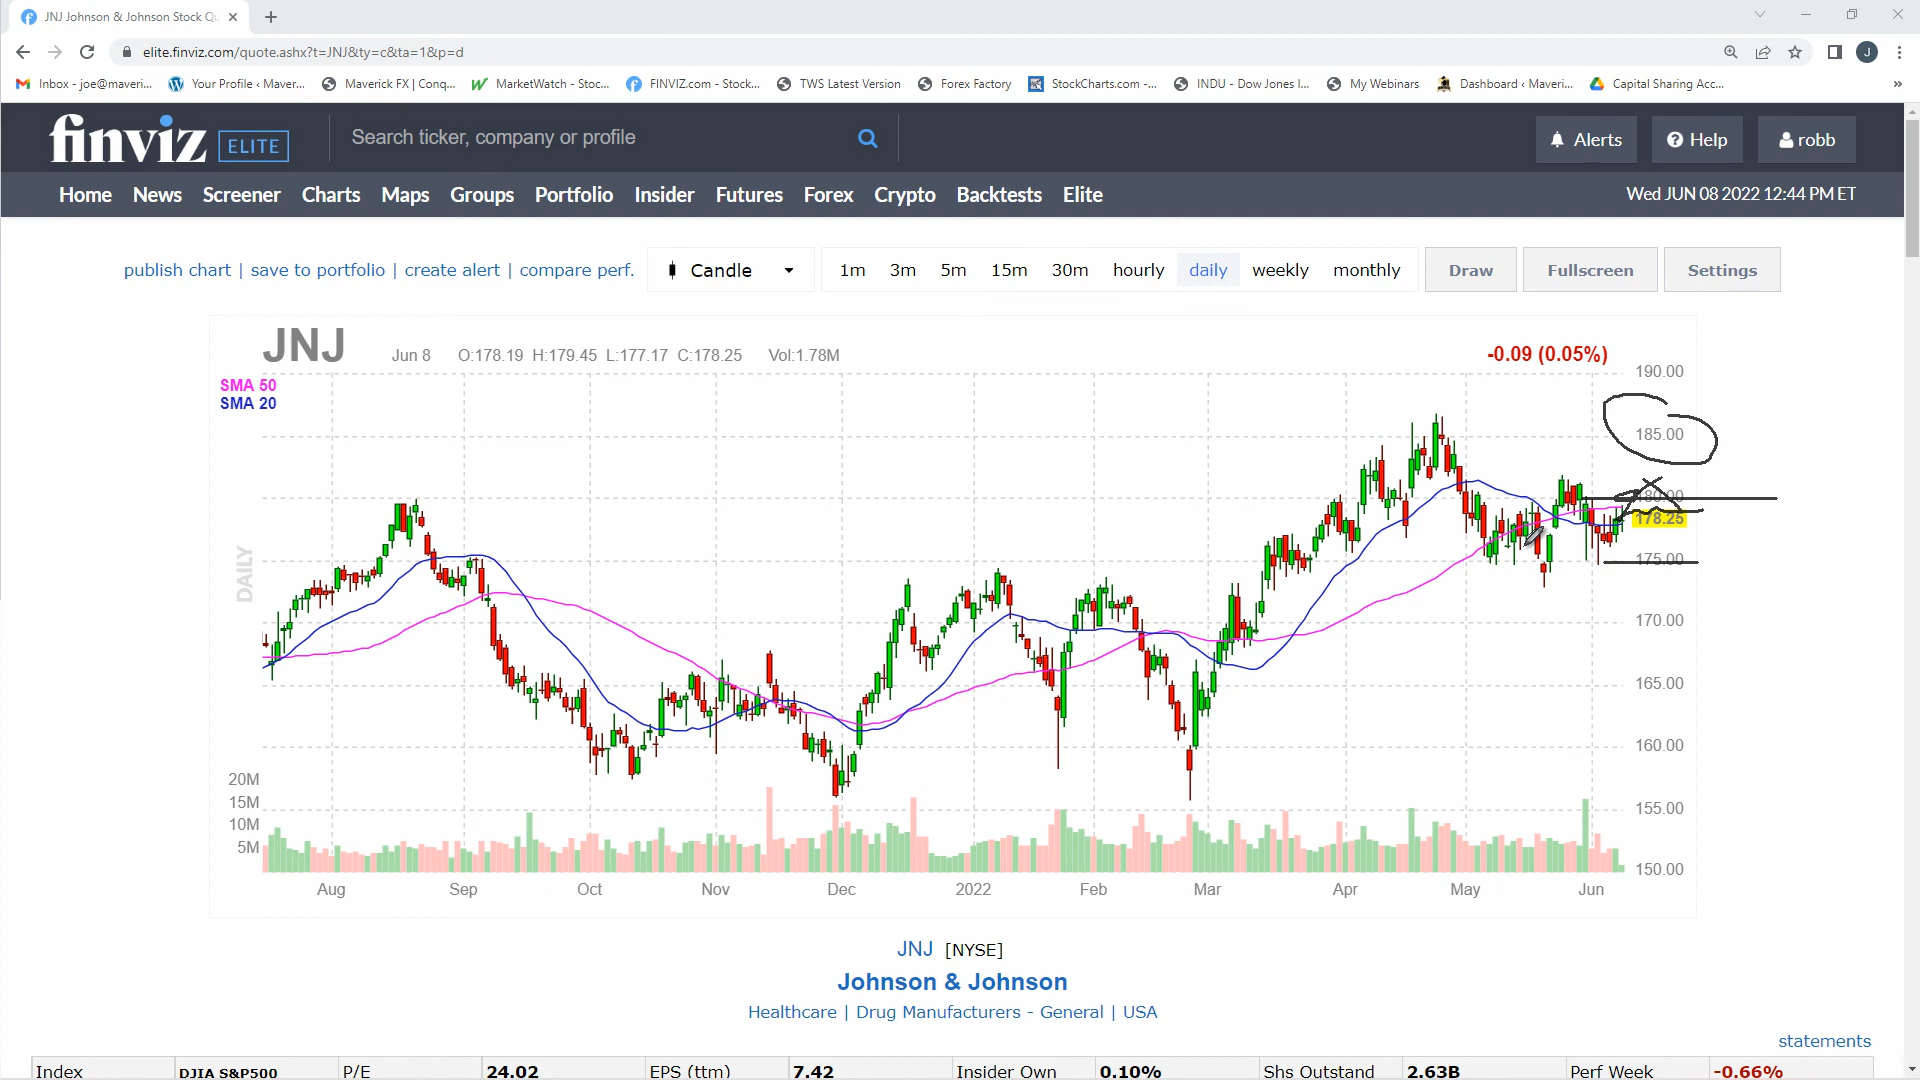 JNJ Johnson & Johnson Stock Qu
elite.finviz.com/quote.ashx?t=JNJ&ty=c&ta=1&p=d
J
Inbox - joe@maveri... Your Profile ‹ Maver... Maverick FX | Conq... MarketWatch - Stoc... FINVIZ.com - Stock... TWS Latest Version Forex Factory StockCharts.com -... INDU - Dow Jones I... My Webinars Dashboard ‹ Maveri... Capital Sharing Acc... »
finviz ELITE Search ticker, company or profile Alerts Help robb
Home News Screener Charts Maps Groups Portfolio Insider Futures Forex Crypto Backtests Elite Wed JUN 08 2022 12:44 PM ET
publish chart | save to portfolio | create alert | compare perf. Candle 1m 3m 5m 15m 30m hourly daily weekly monthly Draw Fullscreen Settings
JNJ Jun 8 O:178.19 H:179.45 L:177.17 C:178.25 Vol:1.78M -0.09 (0.05%)
SMA 50
SMA 20
DAILY
190.00
185.00
180.00
178.25
175.00
170.00
165.00
160.00
155.00
150.00
20M
15M
10M
5M
Aug Sep Oct Nov Dec 2022 Feb Mar Apr May Jun
JNJ [NYSE]
Johnson & Johnson
Healthcare | Drug Manufacturers - General | USA
statements
Index DJIA S&P500 P/E 24.02 EPS (ttm) 7.42 Insider Own 0.10% Shs Outstand 2.63B Perf Week -0.66%